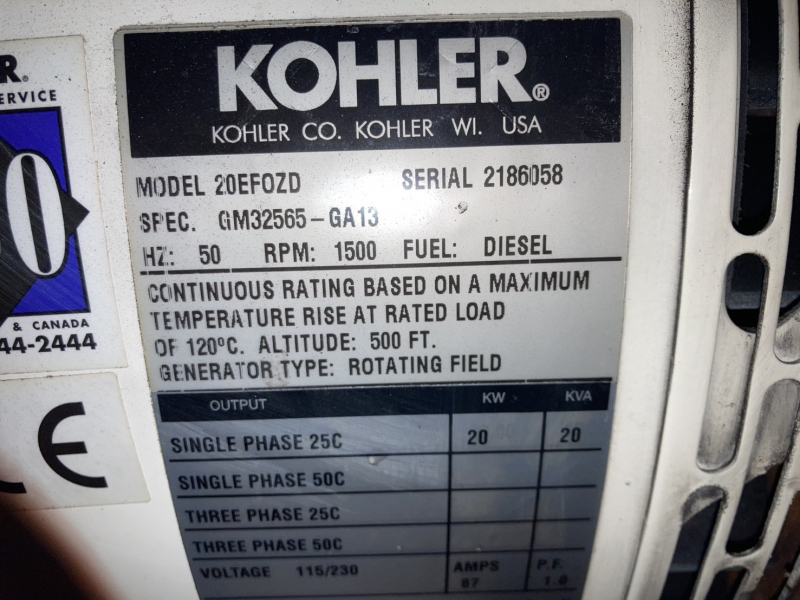 R®
ERVICE
0
& CANADA
44-2444
CE
KOHLER®
KOHLER CO. KOHLER WI. USA
MODEL 20EFOZD SERIAL 2186058
SPEC. GM32565-GA13
HZ: 50 RPM: 1500 FUEL: DIESEL
CONTINUOUS RATING BASED ON A MAXIMUM
TEMPERATURE RISE AT RATED LOAD
OF 120ºC. ALTITUDE: 500 FT.
GENERATOR TYPE: ROTATING FIELD
OUTPUT KW KVA
SINGLE PHASE 25C 20 20
SINGLE PHASE 50C
THREE PHASE 25C
THREE PHASE 50C
VOLTAGE 115/230 AMPS P.F.
87 1.0